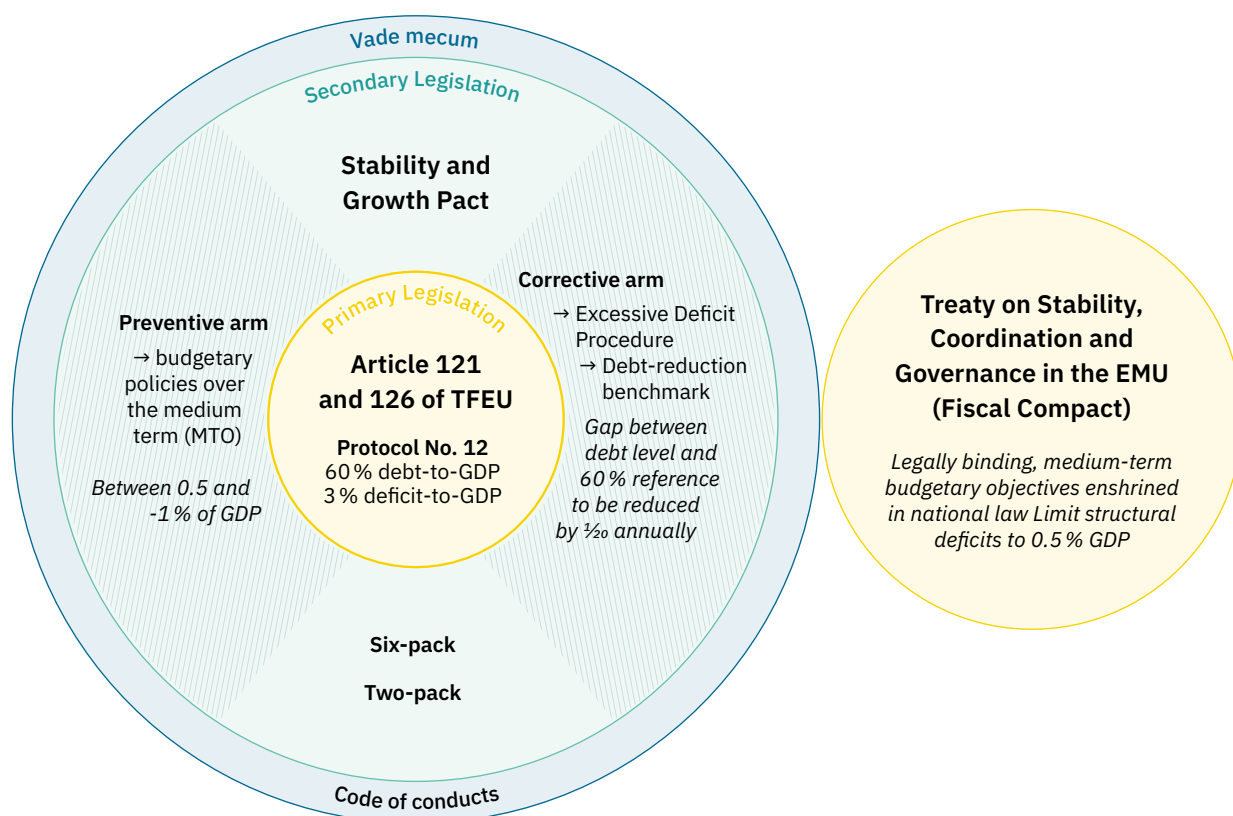 Vade mecum
Secondary Legislation
Stability and
Growth Pact
Preventive arm
→ budgetary
policies over
the medium
term (MTO)
Between 0.5 and
-1 % of GDP
Primary Legislation
Article 121
and 126 of TFEU
Protocol No. 12
60 % debt-to-GDP
3 % deficit-to-GDP
Corrective arm
→ Excessive Deficit
Procedure
→ Debt-reduction
benchmark
Gap between
debt level and
60 % reference
to be reduced
by ¹⁄₂₀ annually
Six-pack
Two-pack
Code of conducts
Treaty on Stability,
Coordination and
Governance in the EMU
(Fiscal Compact)
Legally binding, medium-term
budgetary objectives enshrined
in national law Limit structural
deficits to 0.5 % GDP